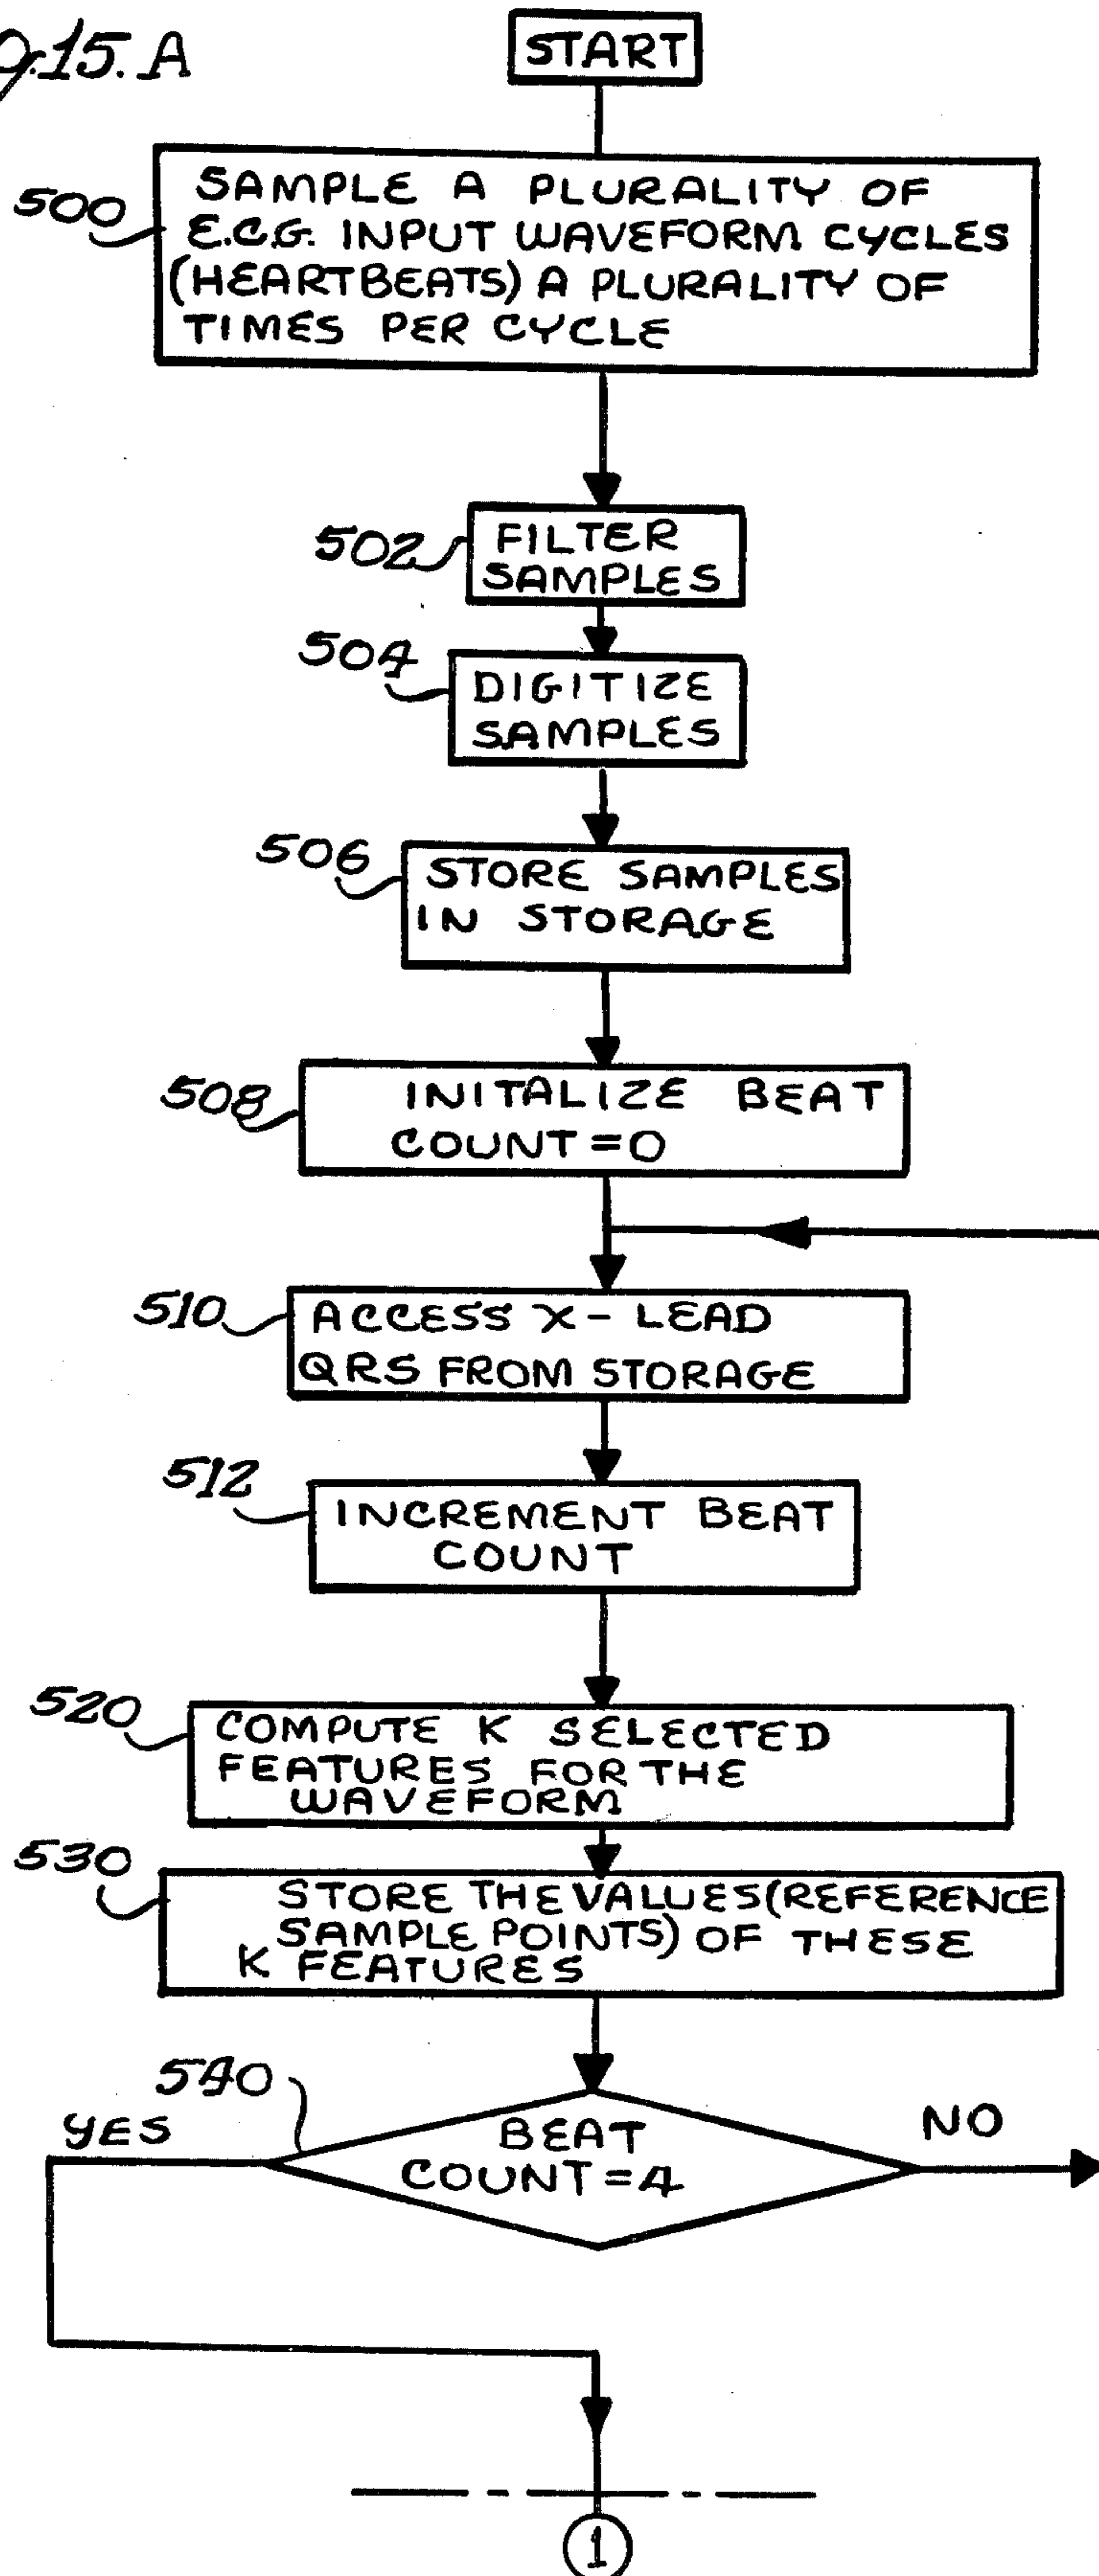 g. 15. A
START
500
SAMPLE A PLURALITY OF
E.C.G. INPUT WAVEFORM CYCLES
(HEARTBEATS) A PLURALITY OF
TIMES PER CYCLE
502
FILTER
SAMPLES
504
DIGITIZE
SAMPLES
506
STORE SAMPLES
IN STORAGE
508
INITALIZE BEAT
COUNT = 0
510
ACCESS X - LEAD
QRS FROM STORAGE
512
INCREMENT BEAT
COUNT
520
COMPUTE K SELECTED
FEATURES FOR THE
WAVEFORM
530
STORE THE VALUES (REFERENCE
SAMPLE POINTS) OF THESE
K FEATURES
540
YES
BEAT
COUNT = 4
NO
1